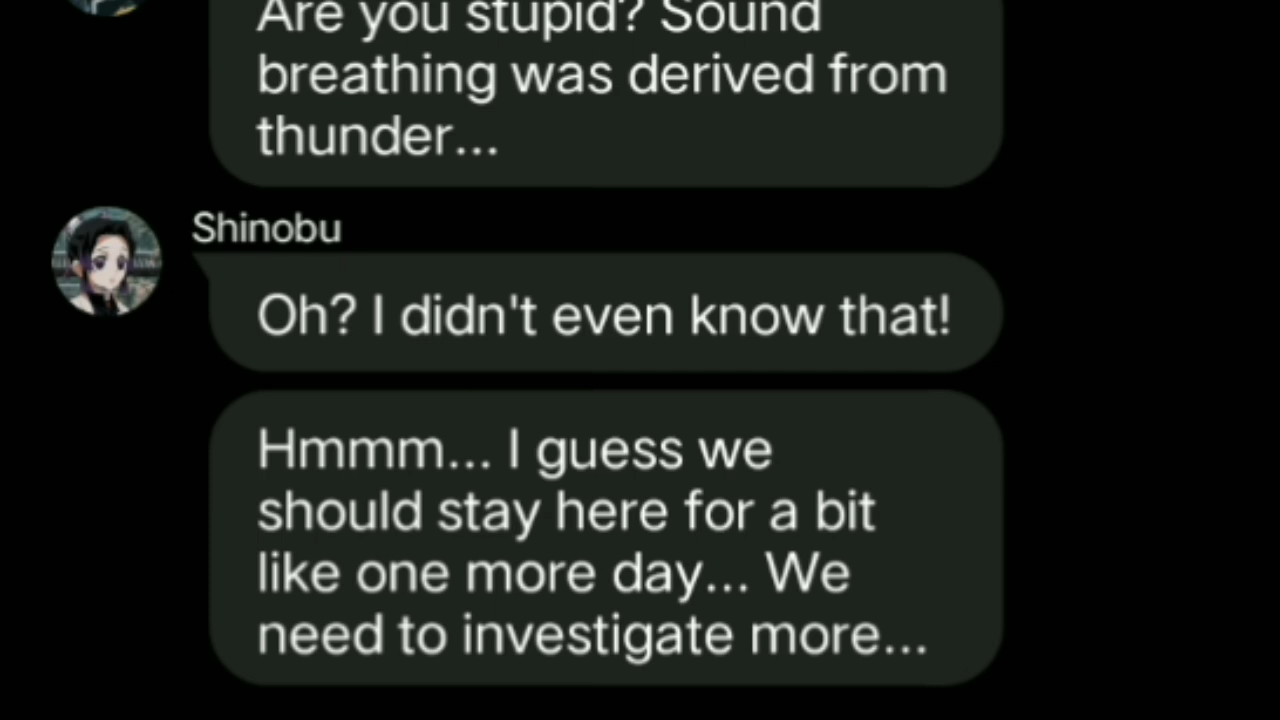 Are you stupid? Sound
breathing was derived from
thunder...
Shinobu
Oh? I didn't even know that!
Hmmm... I guess we
should stay here for a bit
like one more day... We
need to investigate more...